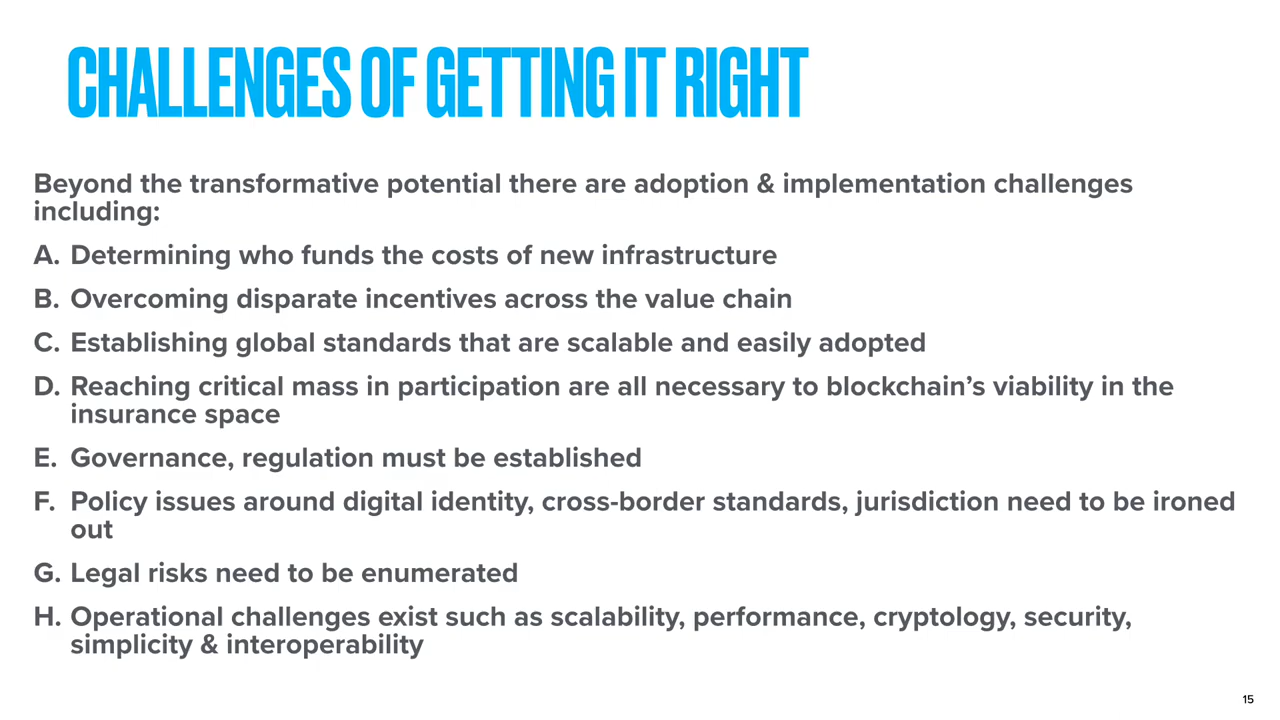 CHALLENGES OF GETTING IT RIGHT
Beyond the transformative potential there are adoption & implementation challenges
including:
A. Determining who funds the costs of new infrastructure
B. Overcoming disparate incentives across the value chain
C. Establishing global standards that are scalable and easily adopted
D. Reaching critical mass in participation are all necessary to blockchain’s viability in the
insurance space
E. Governance, regulation must be established
F. Policy issues around digital identity, cross-border standards, jurisdiction need to be ironed
out
G. Legal risks need to be enumerated
H. Operational challenges exist such as scalability, performance, cryptology, security,
simplicity & interoperability
15